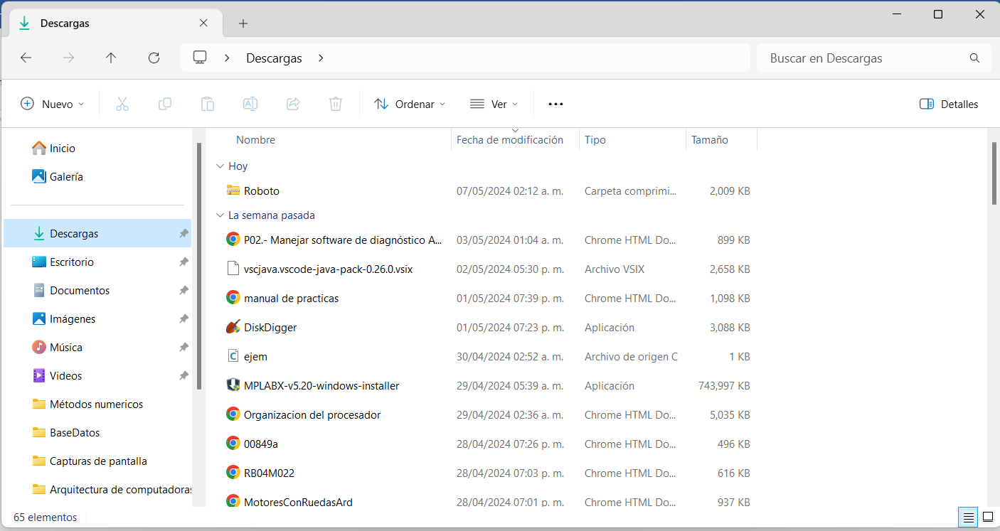 Descargas
Descargas
Buscar en Descargas
Nuevo
Ordenar
Ver
Detalles
Inicio
Galería
Descargas
Escritorio
Documentos
Imágenes
Música
Videos
Métodos numericos
BaseDatos
Capturas de pantalla
Arquitectura de computadoras
Nombre Fecha de modificación Tipo Tamaño
Hoy
Roboto 07/05/2024 02:12 a. m. Carpeta comprimi... 2,009 KB
La semana pasada
P02.- Manejar software de diagnóstico A... 03/05/2024 01:04 a. m. Chrome HTML Do... 899 KB
vscjava.vscode-java-pack-0.26.0.vsix 02/05/2024 05:30 p. m. Archivo VSIX 2,658 KB
manual de practicas 01/05/2024 07:39 p. m. Chrome HTML Do... 1,098 KB
DiskDigger 01/05/2024 07:23 p. m. Aplicación 3,088 KB
ejem 30/04/2024 02:52 a. m. Archivo de origen C 1 KB
MPLABX-v5.20-windows-installer 29/04/2024 05:39 a. m. Aplicación 743,997 KB
Organizacion del procesador 29/04/2024 02:36 a. m. Chrome HTML Do... 5,035 KB
00849a 28/04/2024 07:26 p. m. Chrome HTML Do... 496 KB
RB04M022 28/04/2024 07:03 p. m. Chrome HTML Do... 616 KB
MotoresConRuedasArd 28/04/2024 07:01 p. m. Chrome HTML Do... 937 KB
65 elementos